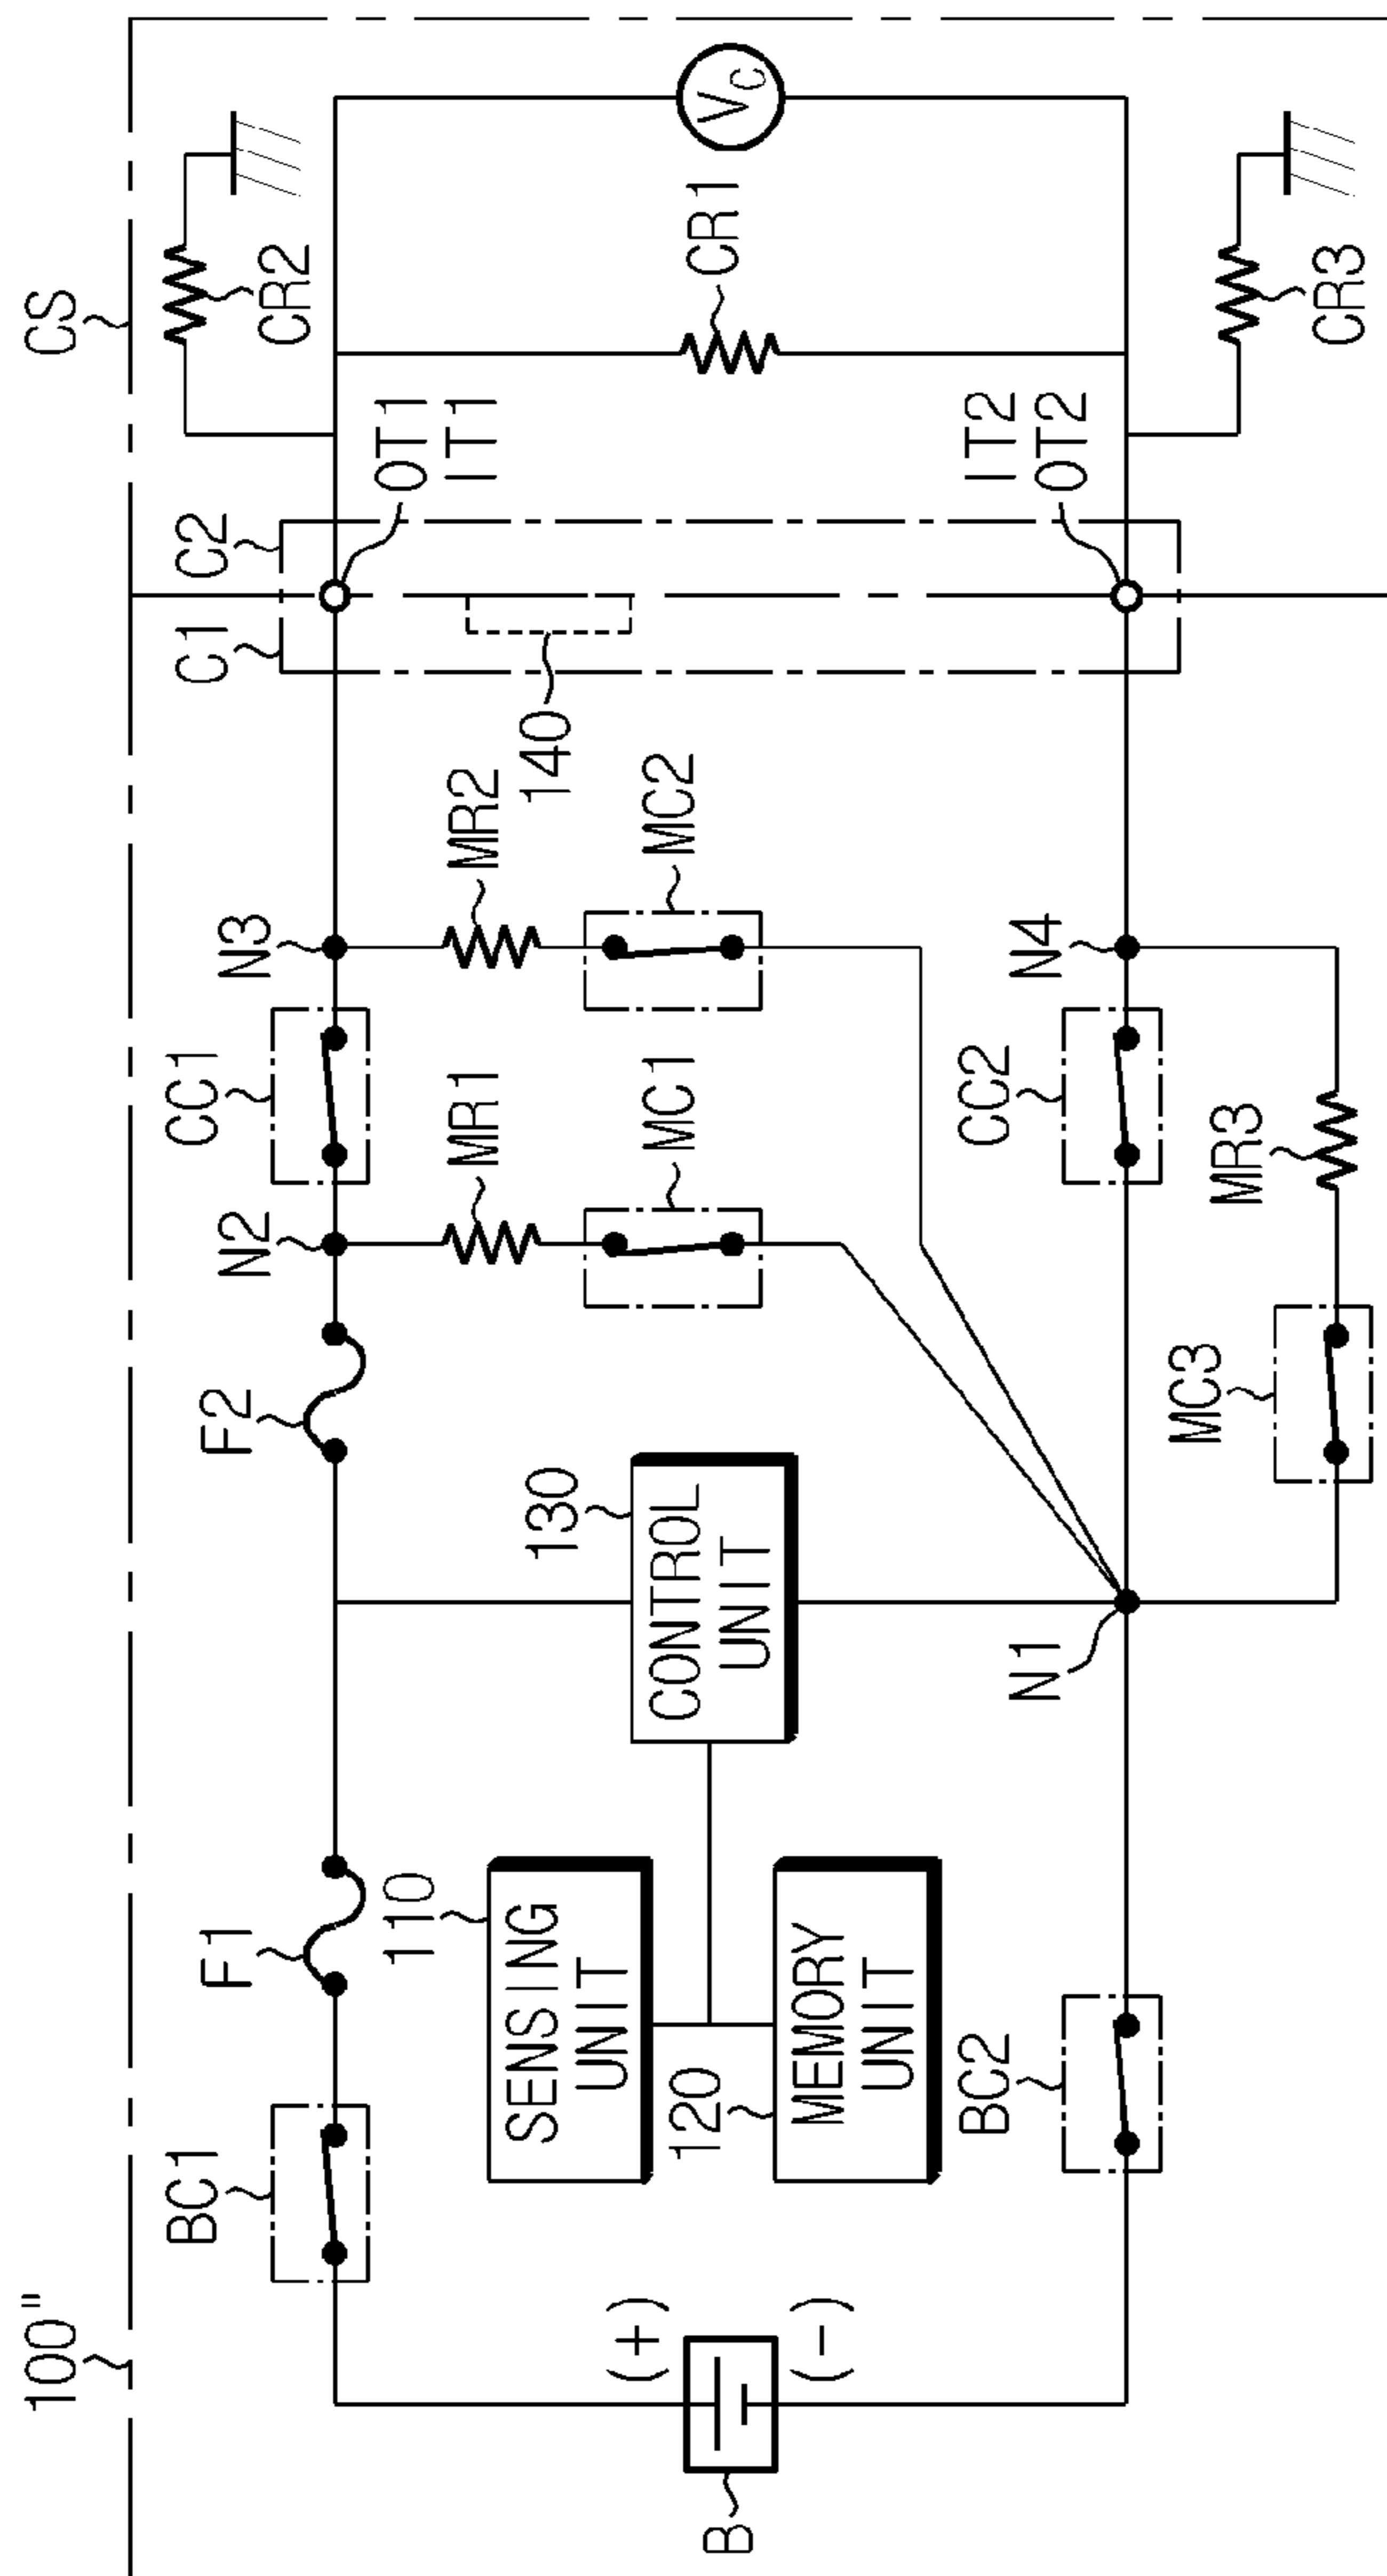 100"
CS
BC1
F1
F2
N2
CC1
N3
C1
C2
CR2
OT1
IT1
SENSING
UNIT
110
MEMORY
UNIT
120
CONTROL
UNIT
130
MR1
MC1
MR2
MC2
140
CR1
VC
B
(+)
(-)
BC2
N1
CC2
N4
IT2
OT2
MC3
MR3
CR3